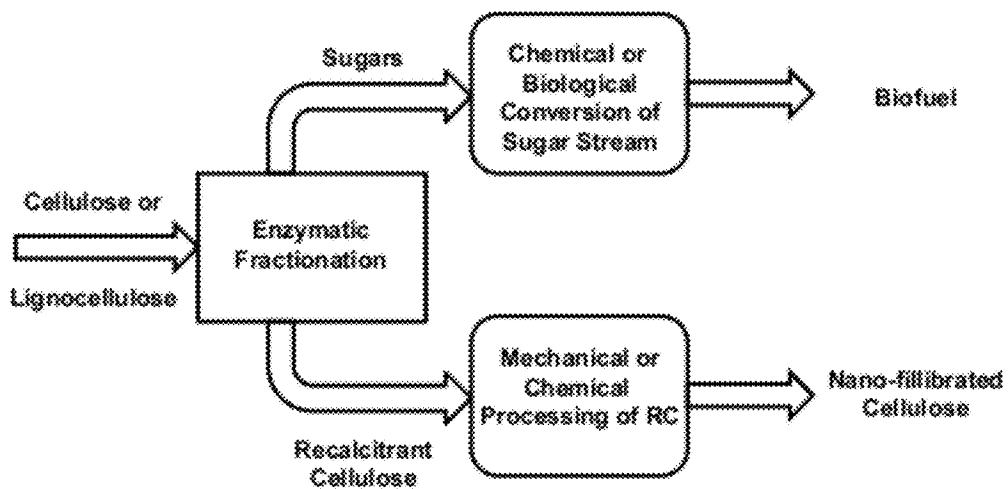 Sugars
Chemical or
Biological
Conversion of
Sugar Stream
Biofuel
Cellulose or
Lignocellulose
Enzymatic
Fractionation
Mechanical or
Chemical
Processing of RC
Nano-fillibrated
Cellulose
Recalcitrant
Cellulose